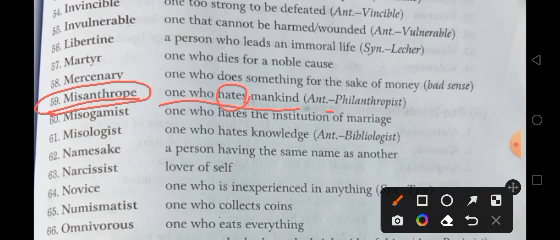 54. Invincible one too strong to be defeated (Ant.–Vincible)
55. Invulnerable one that cannot be harmed/wounded (Ant.–Vulnerable)
56. Libertine a person who leads an immoral life (Syn.–Lecher)
57. Martyr one who dies for a noble cause
58. Mercenary one who does something for the sake of money (bad sense)
59. Misanthrope one who hates mankind (Ant.–Philanthropist)
60. Misogamist one who hates the institution of marriage
61. Misologist one who hates knowledge (Ant.–Bibliologist)
62. Namesake a person having the same name as another
63. Narcissist lover of self
64. Novice one who is inexperienced in anything
65. Numismatist one who collects coins
66. Omnivorous one who eats everything